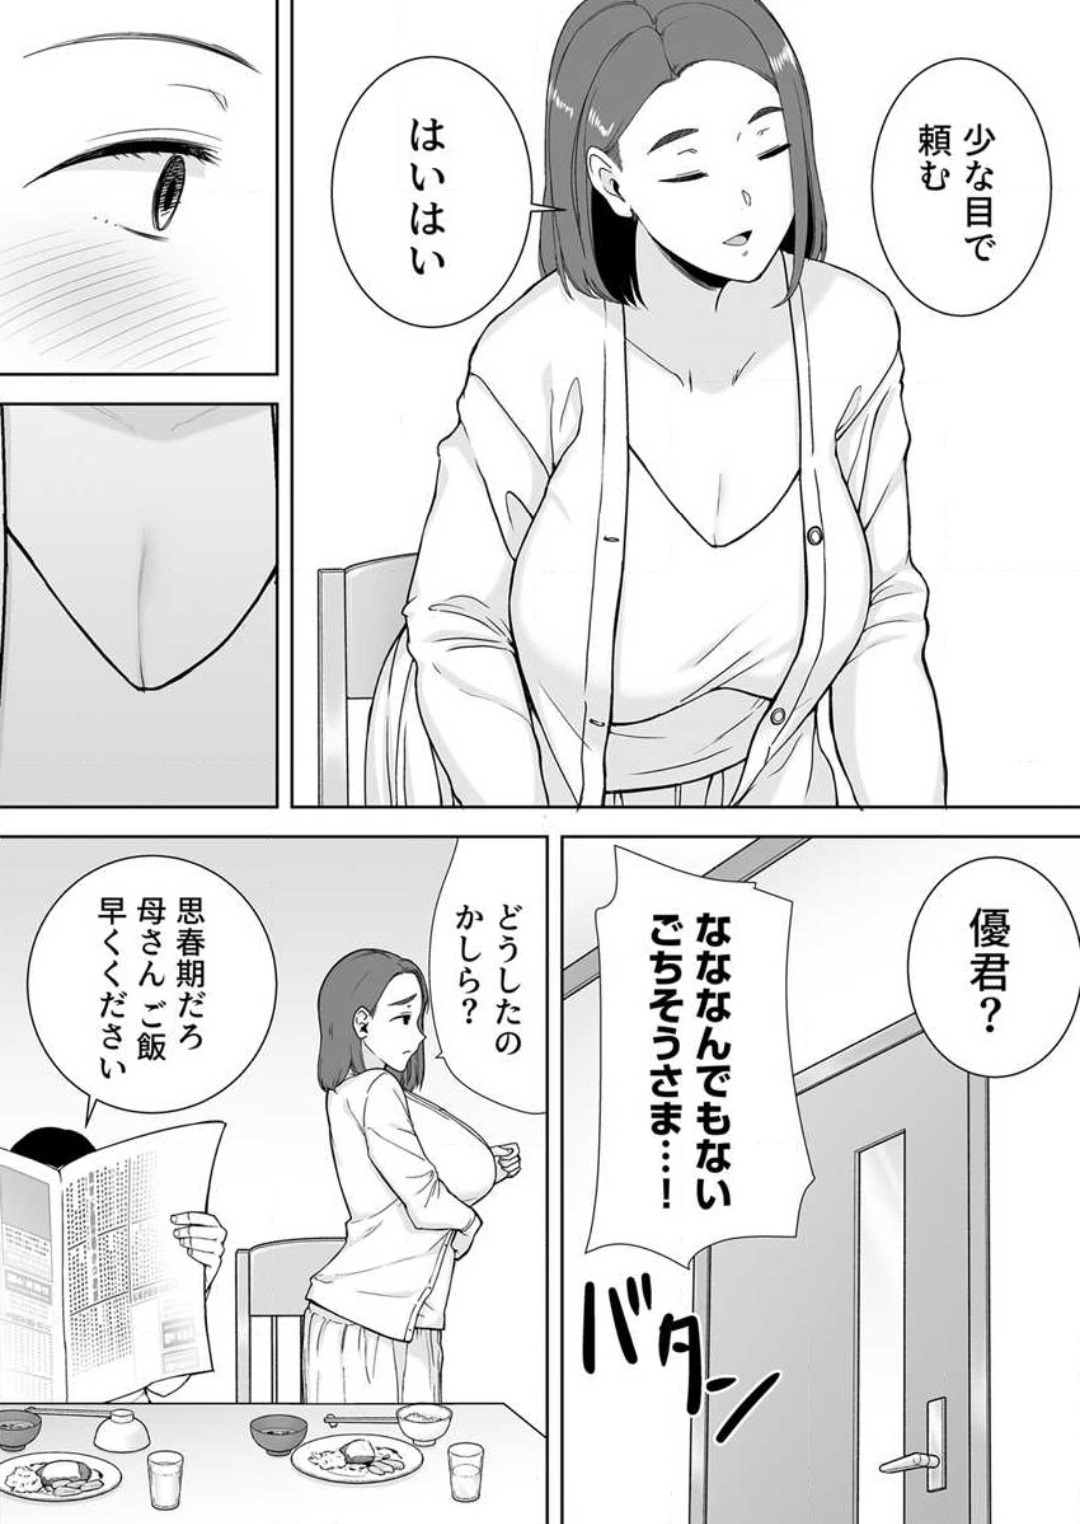 少な目で
頼む
はいはい
優君?
なななんでもない
ごちそうさま…!
バタン
どうしたの
かしら?
思春期だろ
母さんご飯
早くください